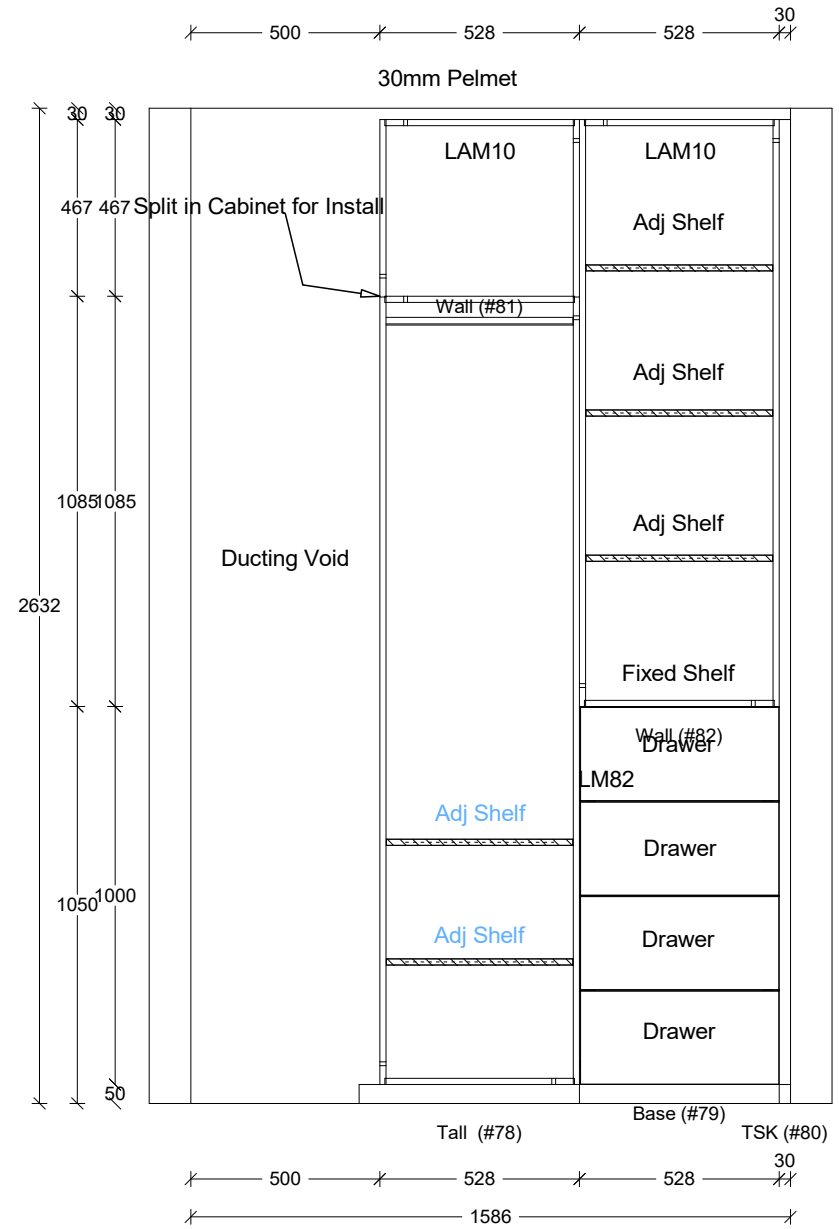 30
500 528 528
30mm Pelmet
30 30
LAM10 LAM10
467 467 Split in Cabinet for Install
Adj Shelf
Wall (#81)
Adj Shelf
1085 1085
Adj Shelf
Ducting Void
2632
Fixed Shelf
Wall (#82)
Drawer
LM82
Adj Shelf
Drawer
1050 1000
Adj Shelf
Drawer
Drawer
50
Base (#79)
Tall (#78) TSK (#80)
30
500 528 528
1586